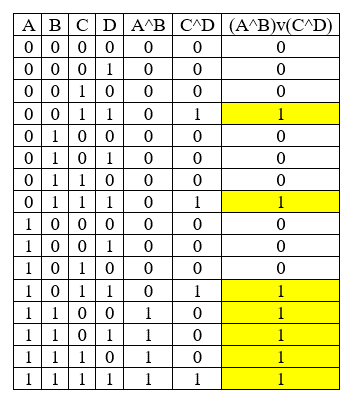 A B C D A^B C^D (A^B)v(C^D)
0 0 0 0 0 0 0
0 0 0 1 0 0 0
0 0 1 0 0 0 0
0 0 1 1 0 1 1
0 1 0 0 0 0 0
0 1 0 1 0 0 0
0 1 1 0 0 0 0
0 1 1 1 0 1 1
1 0 0 0 0 0 0
1 0 0 1 0 0 0
1 0 1 0 0 0 0
1 0 1 1 0 1 1
1 1 0 0 1 0 1
1 1 0 1 1 0 1
1 1 1 0 1 0 1
1 1 1 1 1 1 1